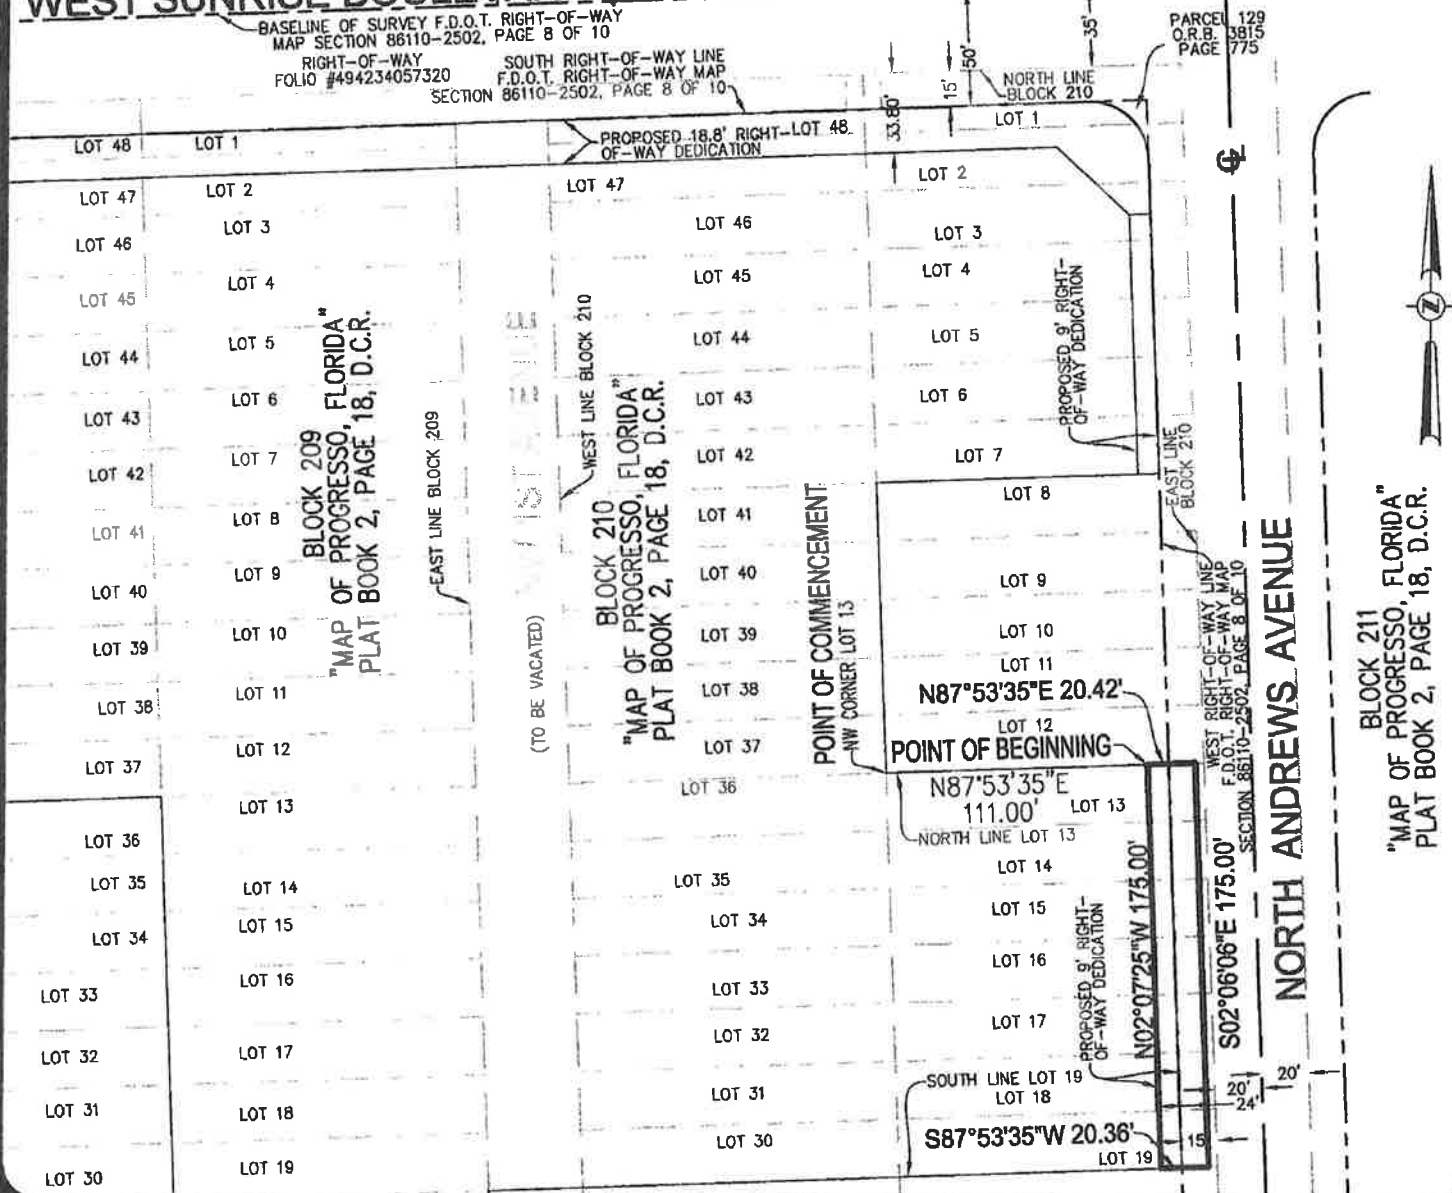 WEST SUNRISE BOULEVARD
BASELINE OF SURVEY F.D.O.T. RIGHT-OF-WAY
MAP SECTION 86110-2502, PAGE 8 OF 10
RIGHT-OF-WAY
FOLIO #494234057320
SOUTH RIGHT-OF-WAY LINE
F.D.O.T. RIGHT-OF-WAY MAP
SECTION 86110-2502, PAGE 8 OF 10
50'
35'
15'
33.80'
NORTH LINE
BLOCK 210
PARCEL 129
O.R.B. 3815
PAGE 775
PROPOSED 18.8' RIGHT-
OF-WAY DEDICATION
LOT 48
LOT 47
LOT 46
LOT 45
LOT 44
LOT 43
LOT 42
LOT 41
LOT 40
LOT 39
LOT 38
LOT 37
LOT 36
LOT 35
LOT 34
LOT 33
LOT 32
LOT 31
LOT 30
LOT 1
LOT 2
LOT 3
LOT 4
LOT 5
LOT 6
LOT 7
LOT 8
LOT 9
LOT 10
LOT 11
LOT 12
LOT 13
LOT 14
LOT 15
LOT 16
LOT 17
LOT 18
LOT 19
BLOCK 209
"MAP OF PROGRESSO, FLORIDA"
PLAT BOOK 2, PAGE 18, D.C.R.
EAST LINE BLOCK 209
(TO BE VACATED)
WEST LINE BLOCK 210
BLOCK 210
"MAP OF PROGRESSO, FLORIDA"
PLAT BOOK 2, PAGE 18, D.C.R.
LOT 48
LOT 47
LOT 46
LOT 45
LOT 44
LOT 43
LOT 42
LOT 41
LOT 40
LOT 39
LOT 38
LOT 37
LOT 36
LOT 35
LOT 34
LOT 33
LOT 32
LOT 31
LOT 30
POINT OF COMMENCEMENT
NW CORNER LOT 13
LOT 1
LOT 2
LOT 3
LOT 4
LOT 5
LOT 6
LOT 7
LOT 8
LOT 9
LOT 10
LOT 11
N87°53'35"E 20.42'
LOT 12
POINT OF BEGINNING
N87°53'35"E
111.00'
LOT 13
NORTH LINE LOT 13
LOT 14
LOT 15
LOT 16
LOT 17
SOUTH LINE LOT 19
LOT 18
S87°53'35"W 20.36'
LOT 19
PROPOSED 9' RIGHT-
OF-WAY DEDICATION
EAST LINE
BLOCK 210
WEST RIGHT-OF-WAY LINE
F.D.O.T. RIGHT-OF-WAY MAP
SECTION 86110-2502, PAGE 8 OF 10
PROPOSED 9' RIGHT-
OF-WAY DEDICATION
N02°07'25"W 175.00'
S02°06'06"E 175.00'
20'
20'
24'
15'
NORTH ANDREWS AVENUE
BLOCK 211
"MAP OF PROGRESSO, FLORIDA"
PLAT BOOK 2, PAGE 18, D.C.R.
N